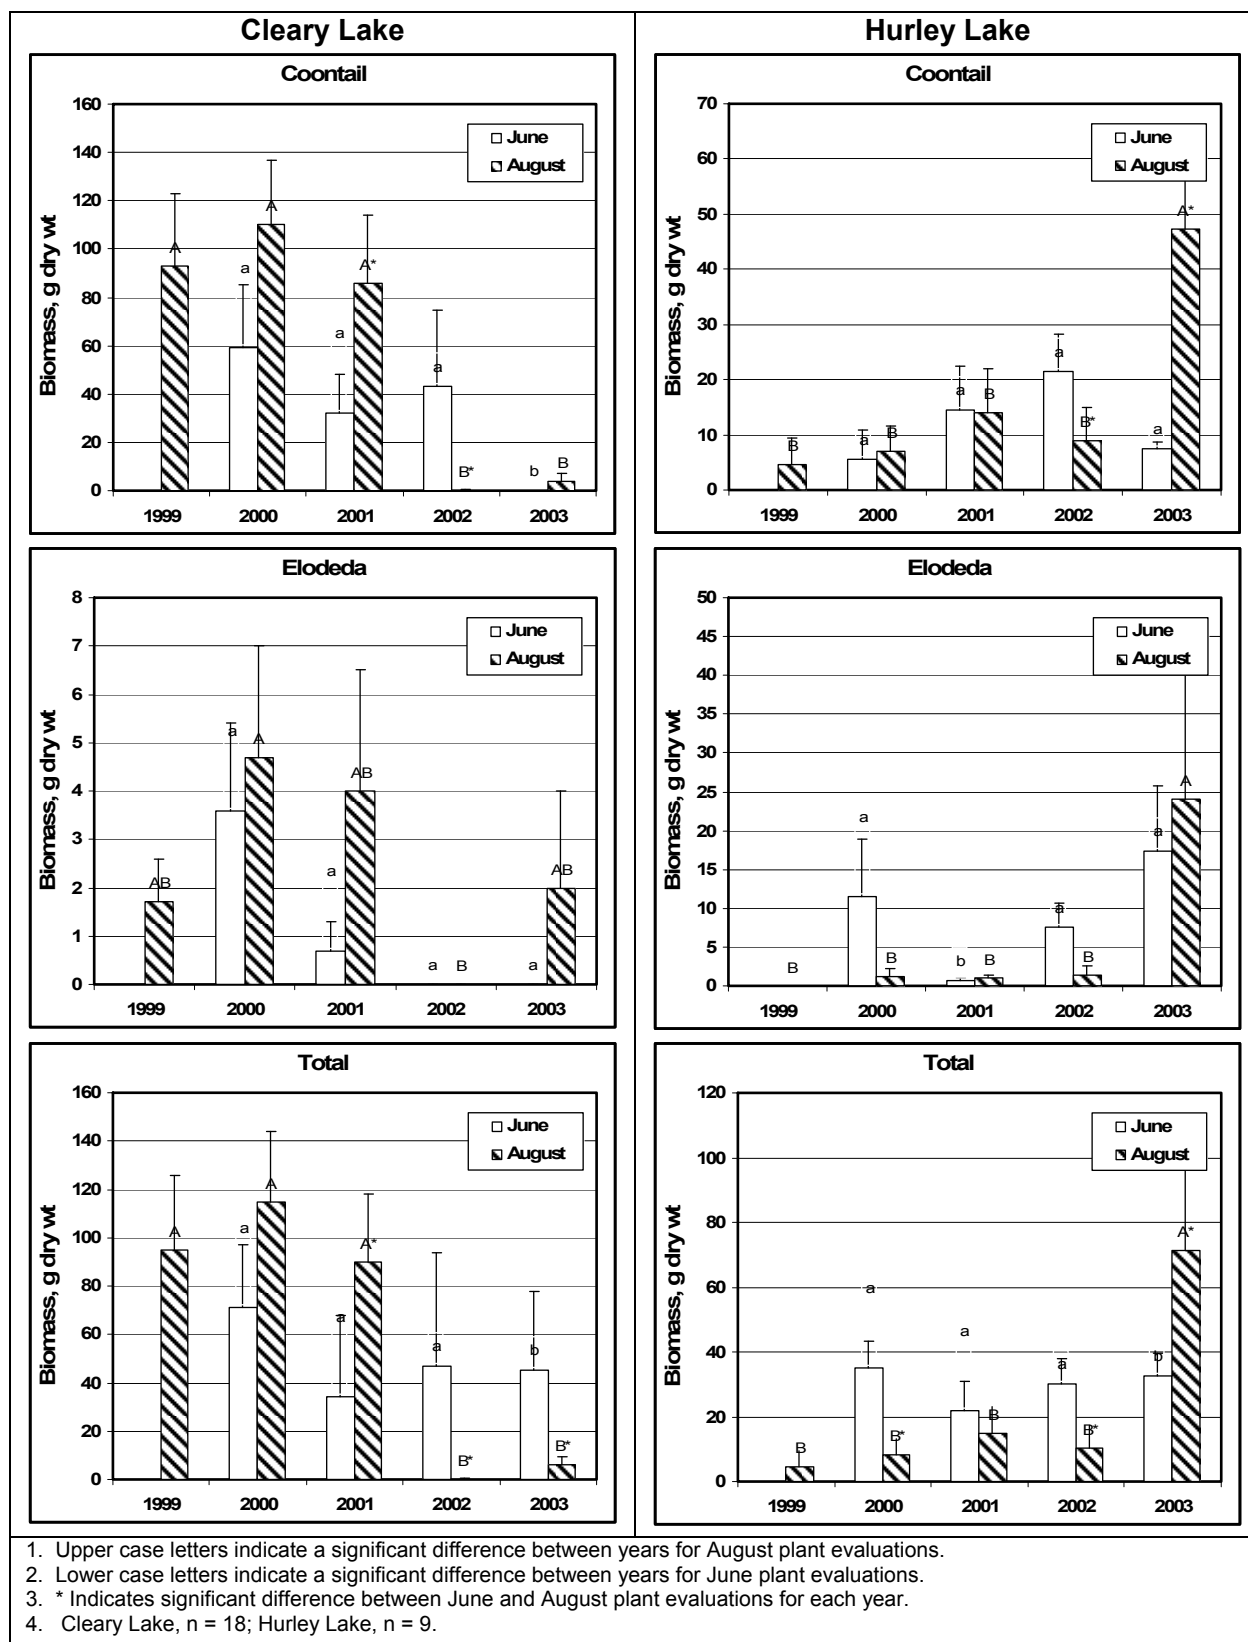 Cleary Lake
Coontail
Biomass, g dry wt
160
140
120
100
80
60
40
20
0
June
August
A
a
A
a
A*
a
B*
b
B
1999 2000 2001 2002 2003
Elodeda
Biomass, g dry wt
8
7
6
5
4
3
2
1
0
June
August
AB
a
A
a
AB
a
B
a
AB
1999 2000 2001 2002 2003
Total
Biomass, g dry wt
160
140
120
100
80
60
40
20
0
June
August
A
a
A
a
A*
a
B*
b
B*
1999 2000 2001 2002 2003
Hurley Lake
Coontail
Biomass, g dry wt
70
60
50
40
30
20
10
0
June
August
B
a
B
a
B
a
B*
a
A*
1999 2000 2001 2002 2003
Elodeda
Biomass, g dry wt
50
45
40
35
30
25
20
15
10
5
0
June
August
B
a
B
b
B
a
B
a
A
1999 2000 2001 2002 2003
Total
Biomass, g dry wt
120
100
80
60
40
20
0
June
August
B
a
B*
a
B
a
B*
b
A*
1999 2000 2001 2002 2003
1. Upper case letters indicate a significant difference between years for August plant evaluations.
2. Lower case letters indicate a significant difference between years for June plant evaluations.
3. * Indicates significant difference between June and August plant evaluations for each year.
4. Cleary Lake, n = 18; Hurley Lake, n = 9.